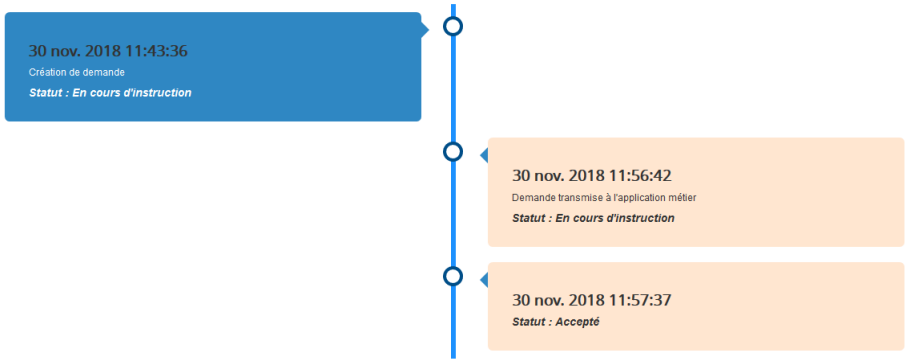 30 nov. 2018 11:43:36
Création de demande
Statut : En cours d'instruction
30 nov. 2018 11:56:42
Demande transmise à l'application métier
Statut : En cours d'instruction
30 nov. 2018 11:57:37
Statut : Accepté